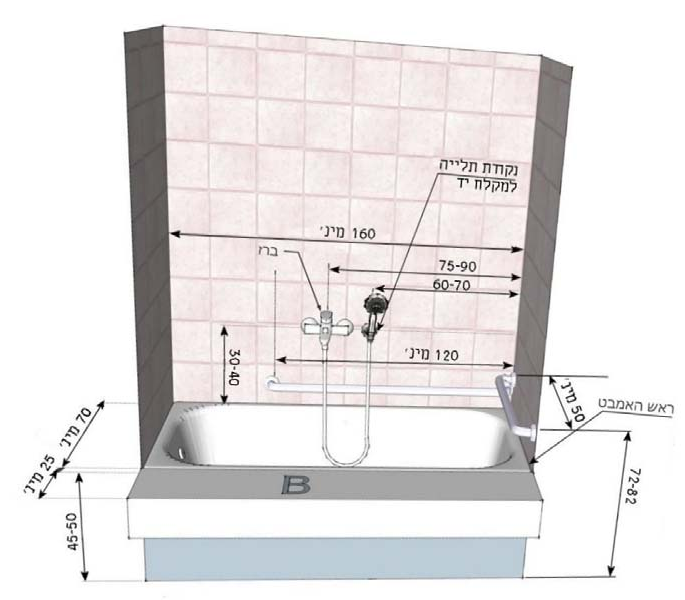 נקודת תלייה
למקלח יד
160 מינ'
ברז
75-90
60-70
120 מינ'
30-40
50 מינ'
ראש האמבט
70 מינ'
25 מינ'
B
72-82
45-50